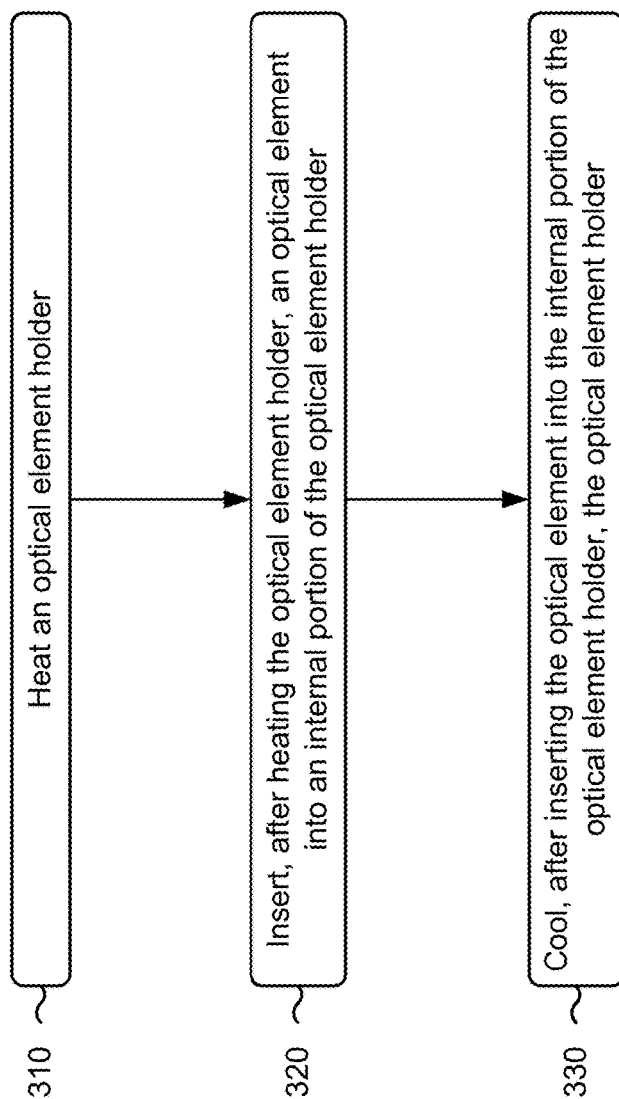 310
Heat an optical element holder
320
Insert, after heating the optical element holder, an optical element
into an internal portion of the optical element holder
330
Cool, after inserting the optical element into the internal portion of the
optical element holder, the optical element holder